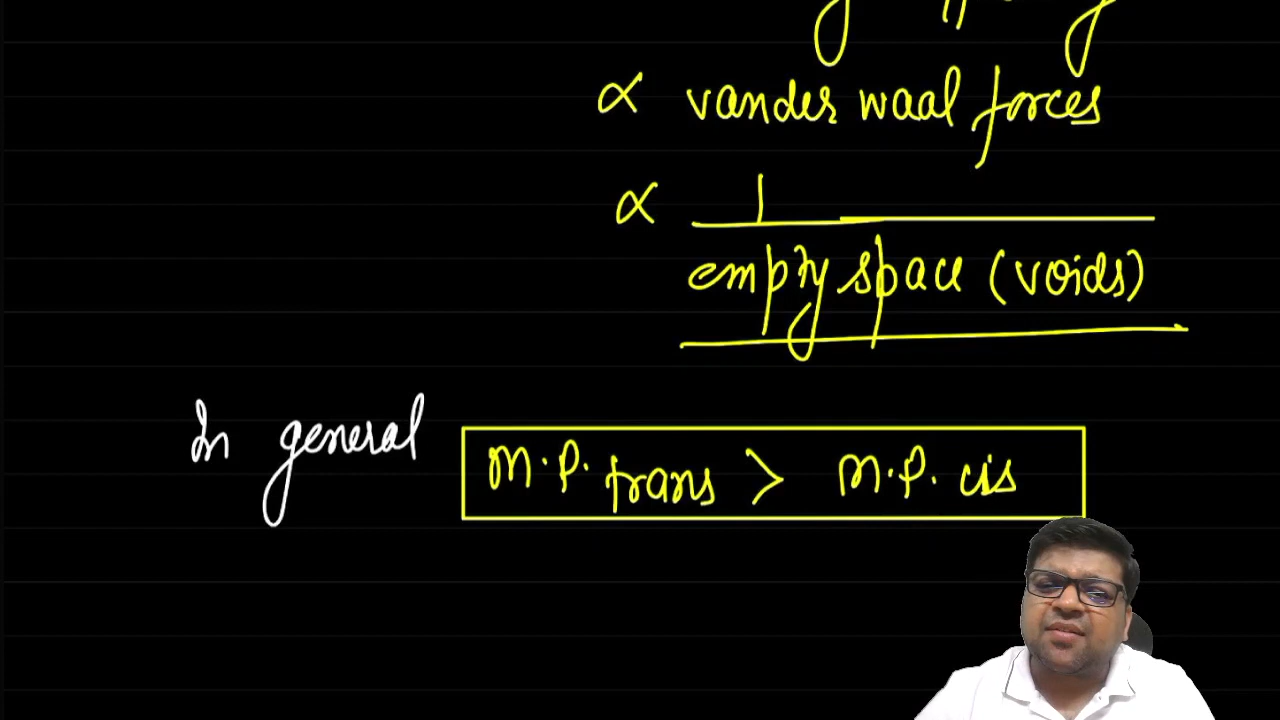 ∝ vander waal forces
∝ 1
empty space (voids)
In general M.P. trans > M.P. cis